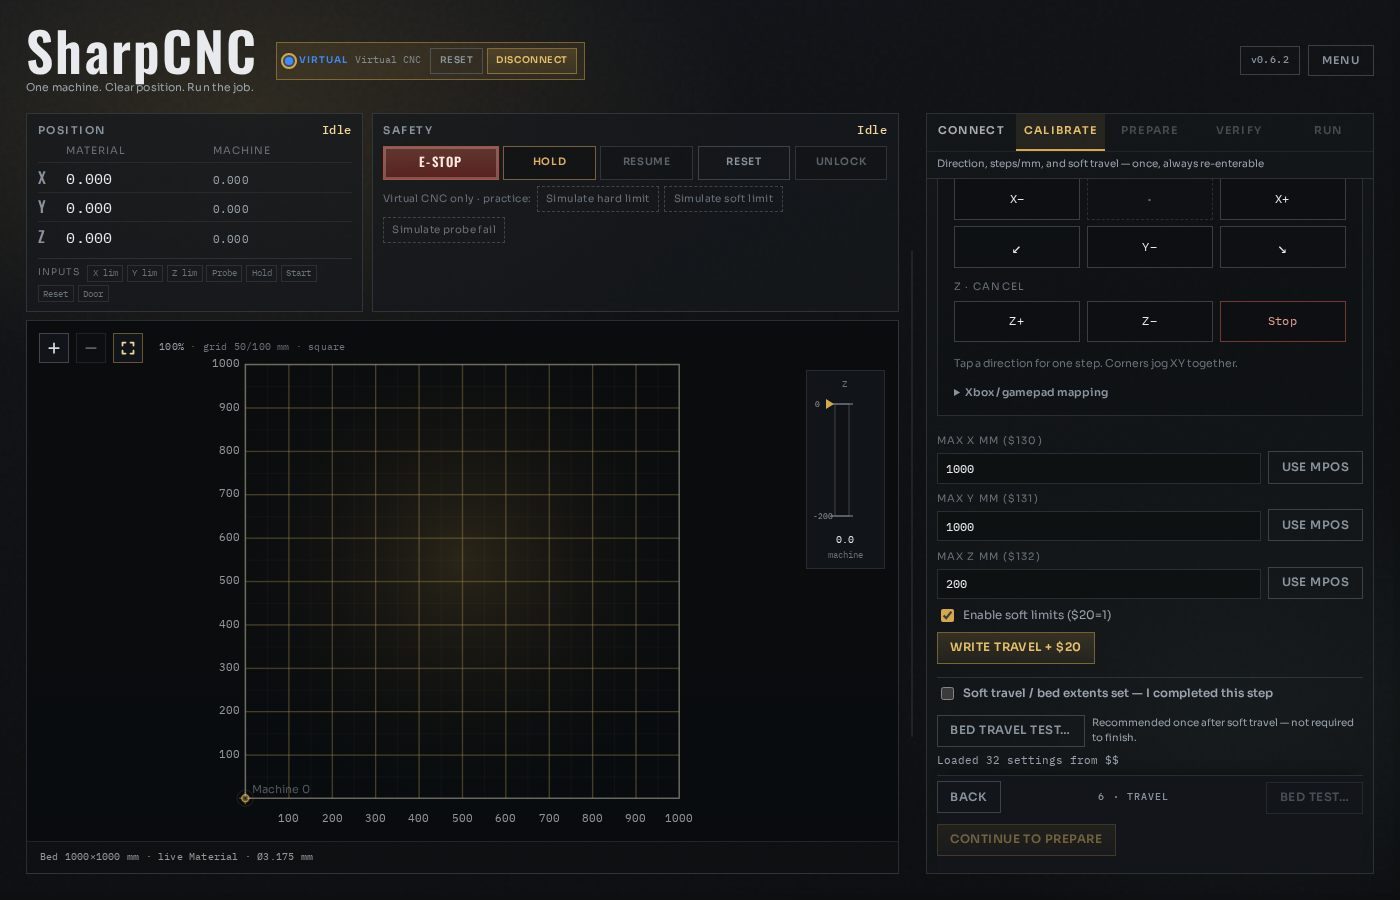 SharpCNC
One machine. Clear position. Run the job.
VIRTUAL Virtual CNC RESET DISCONNECT
v0.6.2 MENU
POSITION Idle
MATERIAL MACHINE
X 0.000 0.000
Y 0.000 0.000
Z 0.000 0.000
INPUTS X lim Y lim Z lim Probe Hold Start
Reset Door
SAFETY Idle
E-STOP HOLD RESUME RESET UNLOCK
Virtual CNC only · practice: Simulate hard limit Simulate soft limit
Simulate probe fail
+ − 100% · grid 50/100 mm · square
1000
900
800
700
600
500
400
300
200
100
Machine 0
100 200 300 400 500 600 700 800 900 1000
Z
0
-200
0.0
machine
Bed 1000×1000 mm · live Material · Ø3.175 mm
CONNECT CALIBRATE PREPARE VERIFY RUN
Direction, steps/mm, and soft travel — once, always re-enterable
X− · X+
↙ Y− ↘
Z · CANCEL
Z+ Z− Stop
Tap a direction for one step. Corners jog XY together.
▸ Xbox / gamepad mapping
MAX X MM ($130)
1000 USE MPOS
MAX Y MM ($131)
1000 USE MPOS
MAX Z MM ($132)
200 USE MPOS
Enable soft limits ($20=1)
WRITE TRAVEL + $20
Soft travel / bed extents set — I completed this step
BED TRAVEL TEST… Recommended once after soft travel — not required
to finish.
Loaded 32 settings from $$
BACK 6 · TRAVEL BED TEST…
CONTINUE TO PREPARE